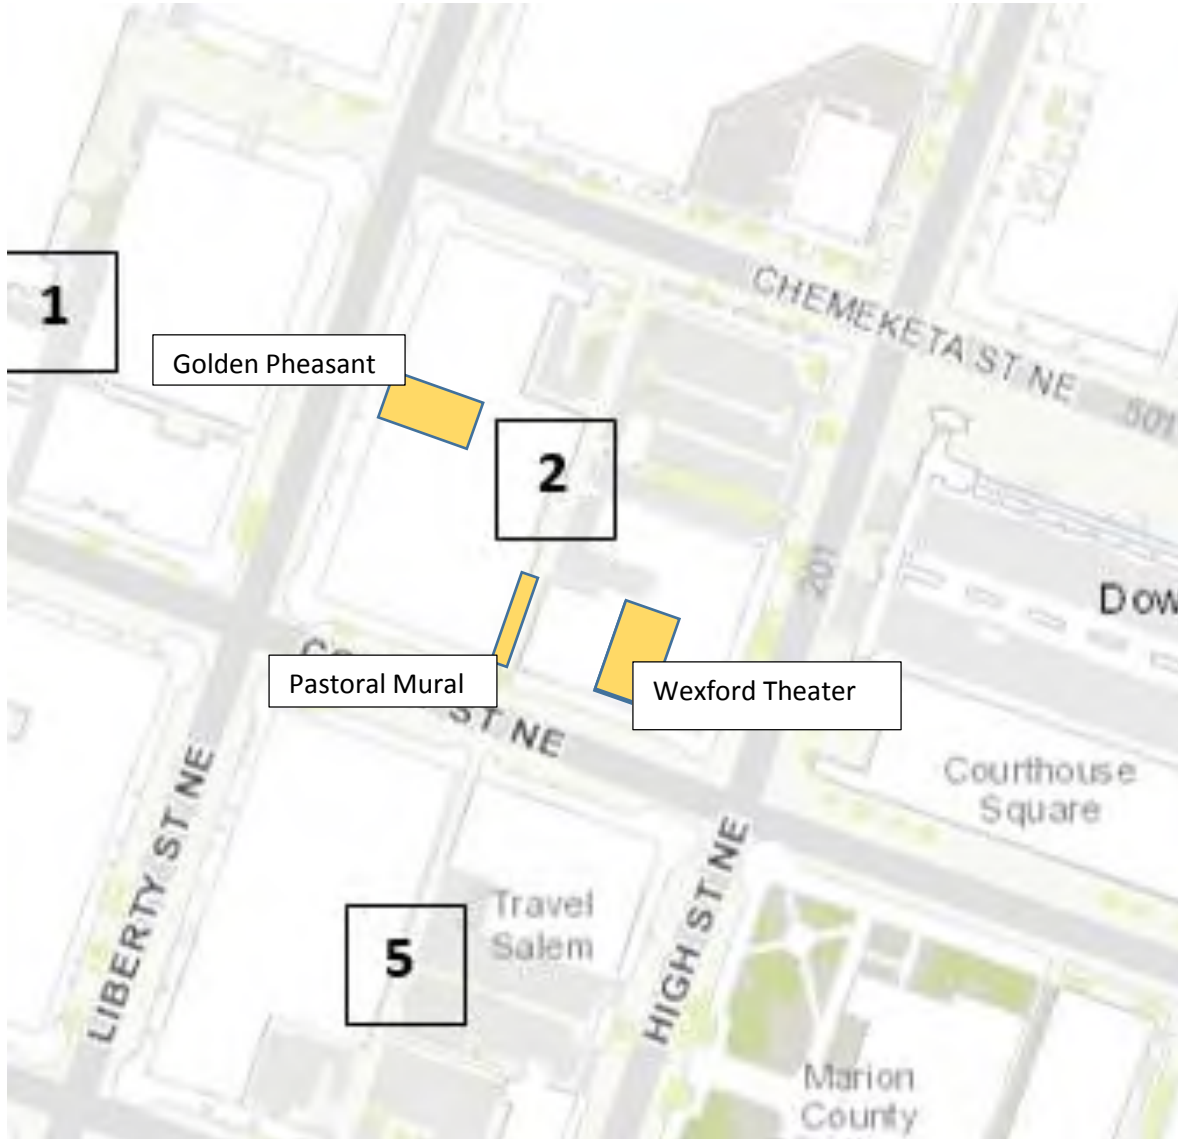 CHEMEKETA ST NE
501
1
Golden Pheasant
2
201
Dow
Pastoral Mural
ST NE
Wexford Theater
Courthouse
Square
LIBERTY ST NE
HIGH ST NE
Travel
Salem
5
Marion
County